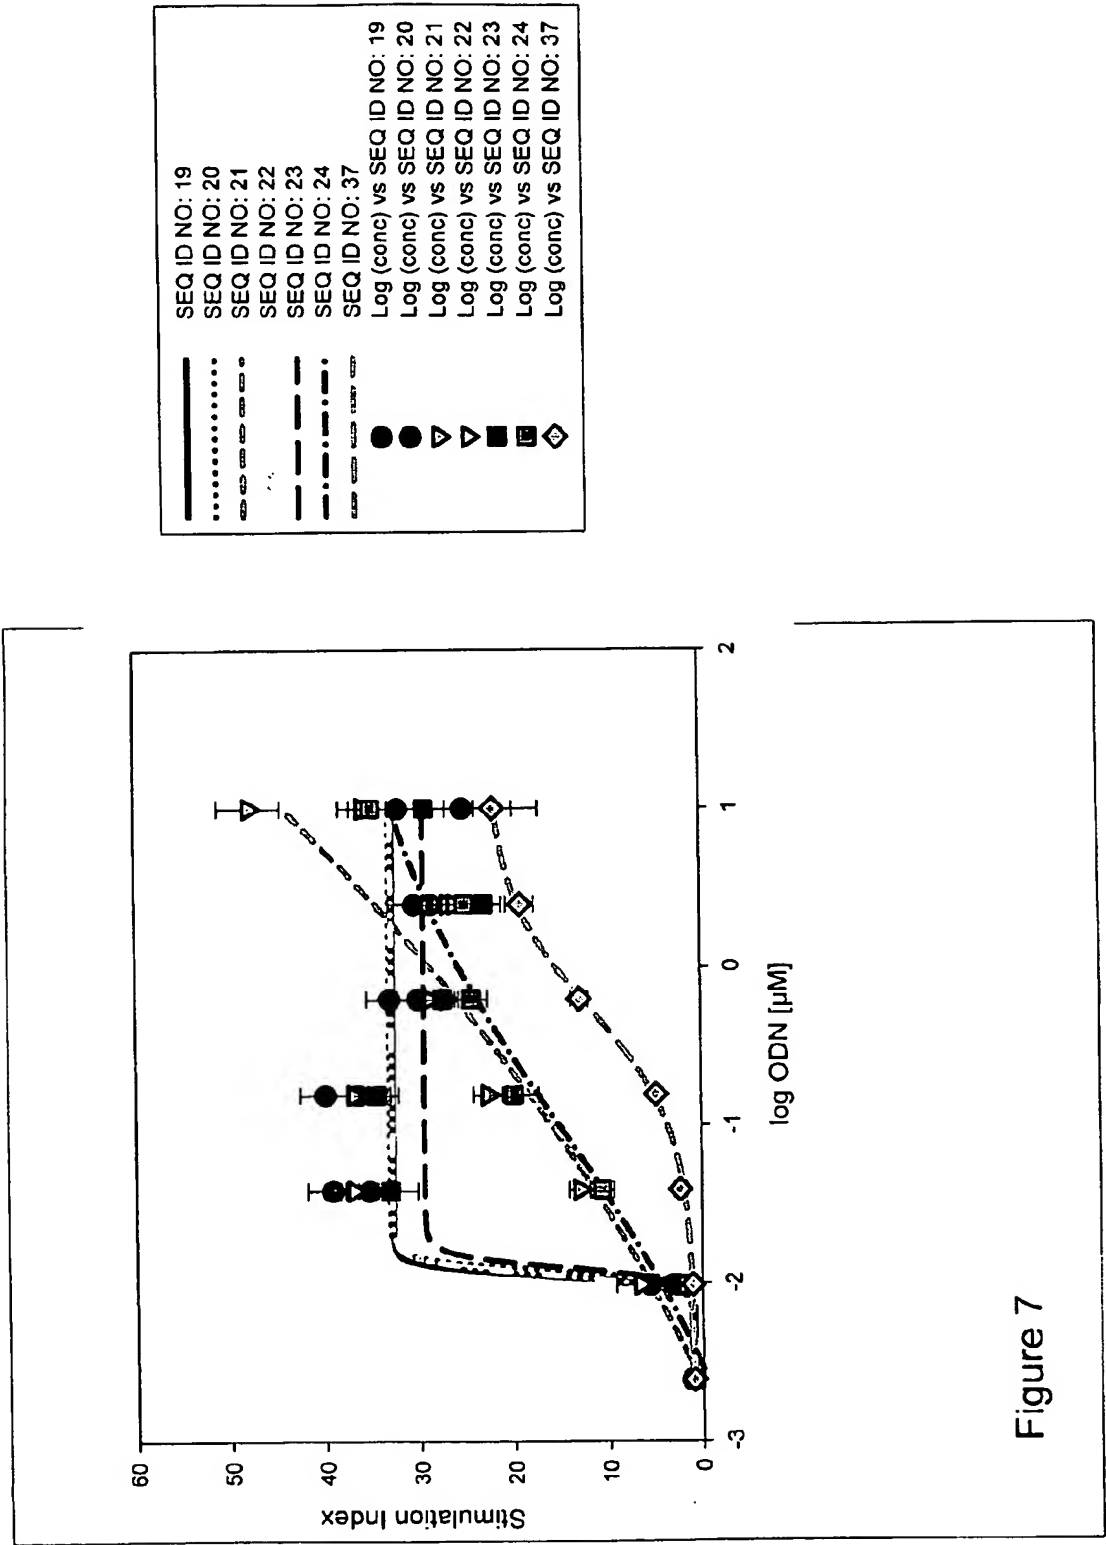 60
50
40
30
20
10
0
Stimulation Index
-3
-2
-1
0
1
2
log ODN [µM]
SEQ ID NO: 19
SEQ ID NO: 20
SEQ ID NO: 21
SEQ ID NO: 22
SEQ ID NO: 23
SEQ ID NO: 24
SEQ ID NO: 37
Log (conc) vs SEQ ID NO: 19
Log (conc) vs SEQ ID NO: 20
Log (conc) vs SEQ ID NO: 21
Log (conc) vs SEQ ID NO: 22
Log (conc) vs SEQ ID NO: 23
Log (conc) vs SEQ ID NO: 24
Log (conc) vs SEQ ID NO: 37
Figure 7